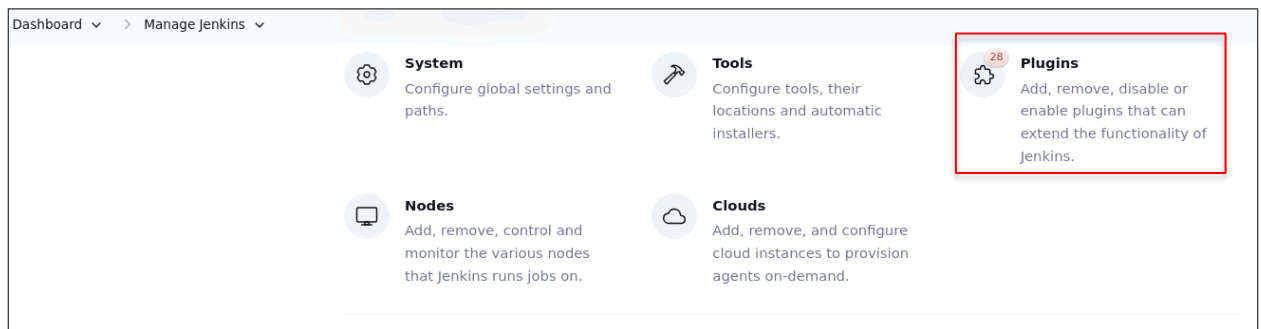 Dashboard
Manage Jenkins
System
Configure global settings and
paths.
Tools
Configure tools, their
locations and automatic
installers.
28
Plugins
Add, remove, disable or
enable plugins that can
extend the functionality of
Jenkins.
Nodes
Add, remove, control and
monitor the various nodes
that Jenkins runs jobs on.
Clouds
Add, remove, and configure
cloud instances to provision
agents on-demand.